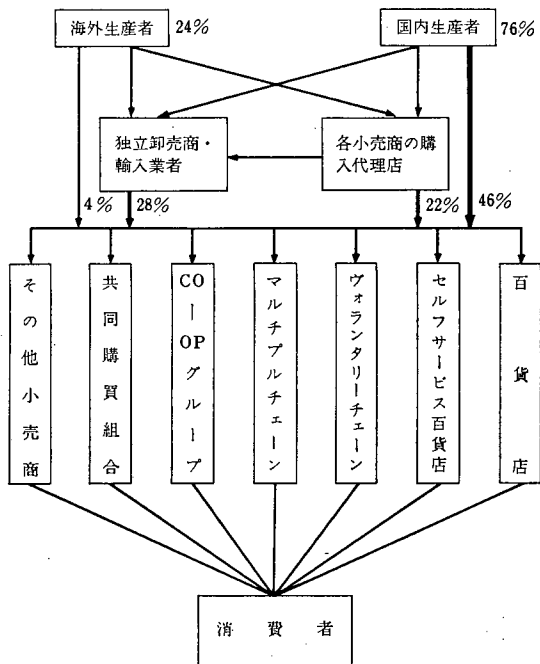 海外生産者 24%
国内生産者 76%
独立卸売商・
輸入業者
各小売商の購
入代理店
4%
28%
22%
46%
その他小売商
共同購買組合
CO-OPグループ
マルチプルチェーン
ヴォランタリーチェーン
セルフサービス百貨店
百貨店
消費者